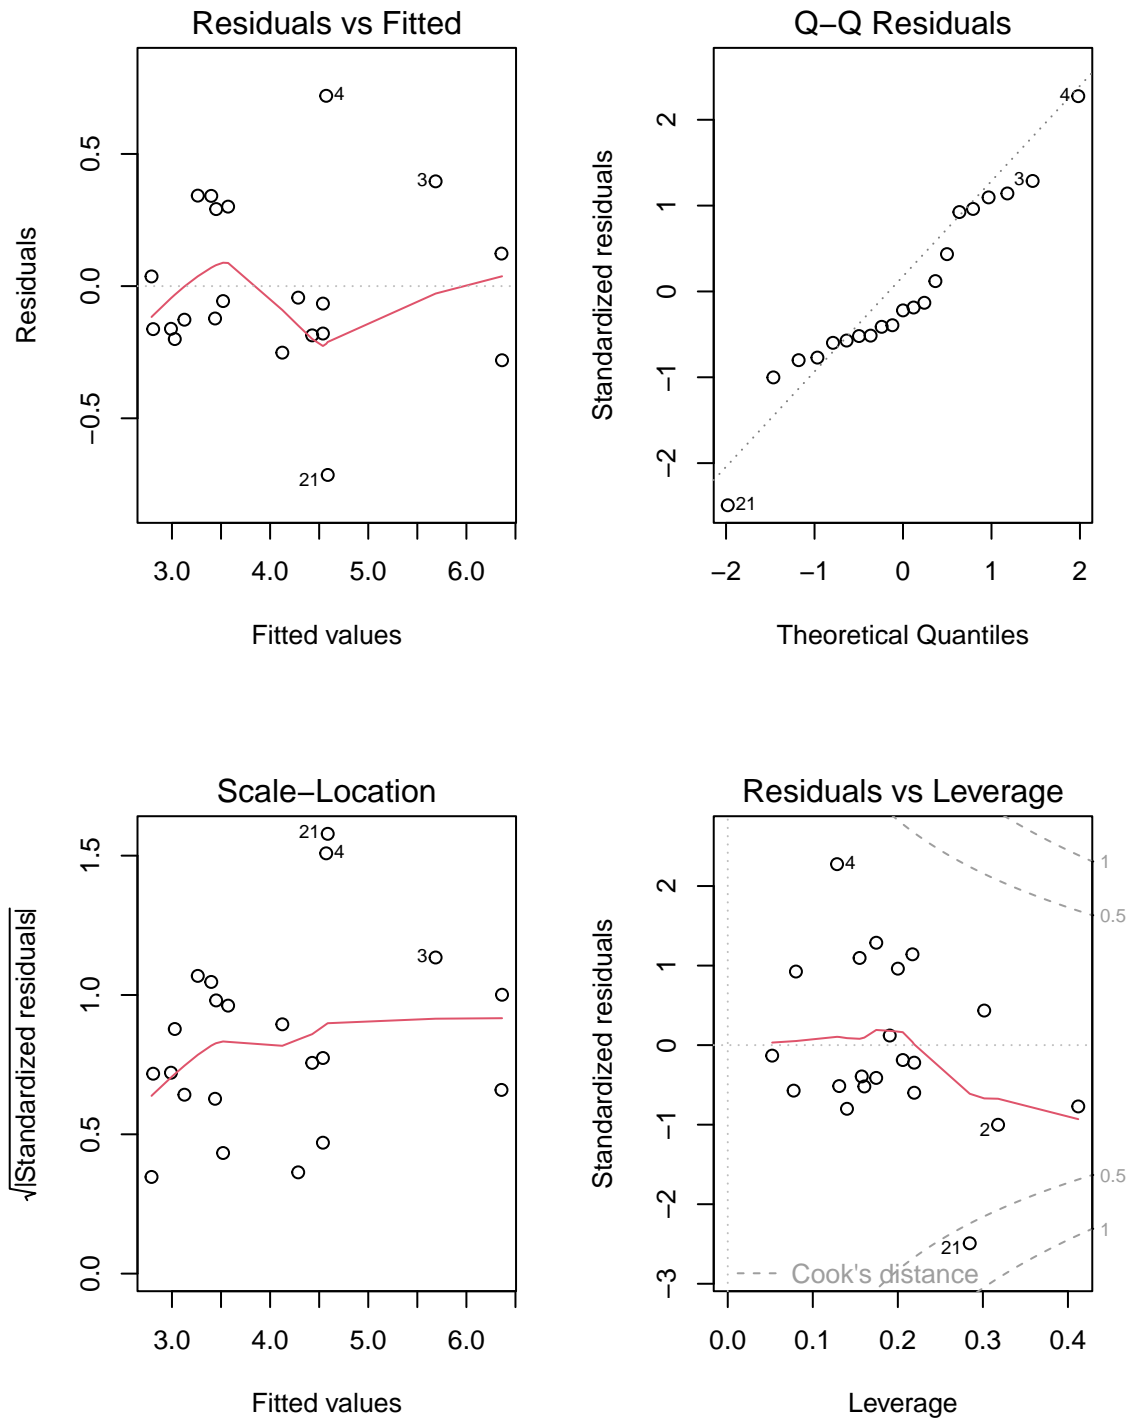 Residuals vs Fitted
Residuals
0.5
0.0
−0.5
4
3
21
3.0 4.0 5.0 6.0
Fitted values
Q−Q Residuals
Standardized residuals
2
1
0
−1
−2
4
3
21
−2 −1 0 1 2
Theoretical Quantiles
Scale−Location
√|Standardized residuals|
1.5
1.0
0.5
0.0
21
4
3
3.0 4.0 5.0 6.0
Fitted values
Residuals vs Leverage
Standardized residuals
2
1
0
−1
−2
−3
4
2
21
1
0.5
0.5
1
Cook's distance
0.0 0.1 0.2 0.3 0.4
Leverage